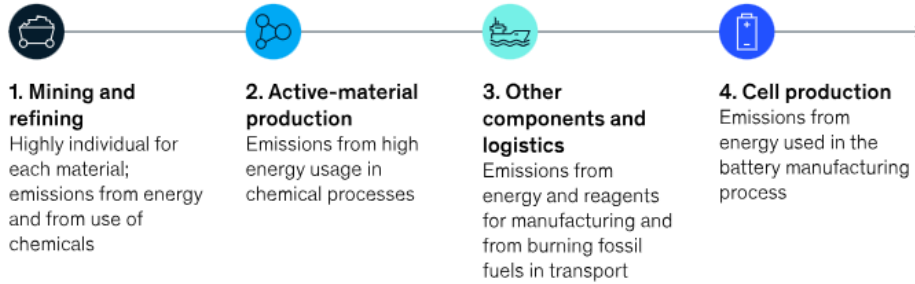 1. Mining and
refining
Highly individual for
each material;
emissions from energy
and from use of
chemicals
2. Active-material
production
Emissions from high
energy usage in
chemical processes
3. Other
components and
logistics
Emissions from
energy and reagents
for manufacturing and
from burning fossil
fuels in transport
4. Cell production
Emissions from
energy used in the
battery manufacturing
process